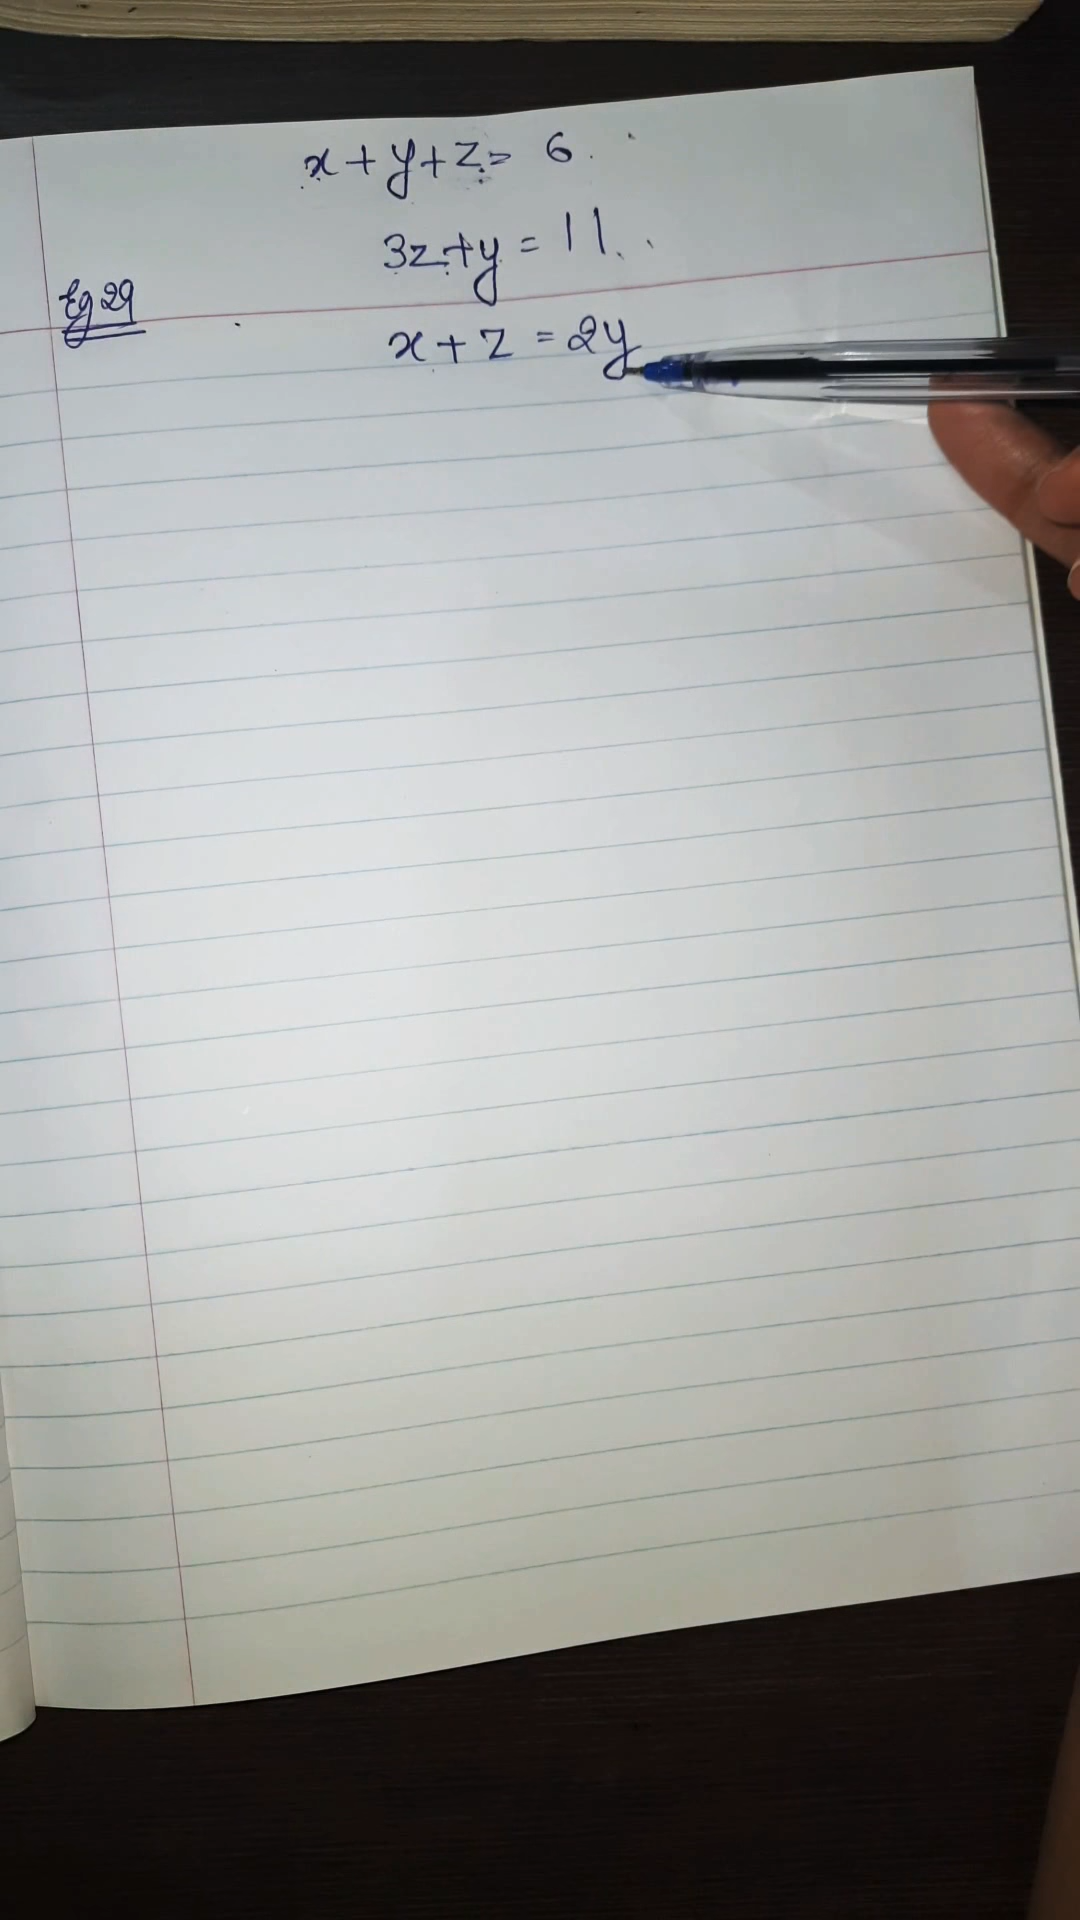 x + y + z = 6.
3z + y = 11.
Eg 29
x + z = 2y